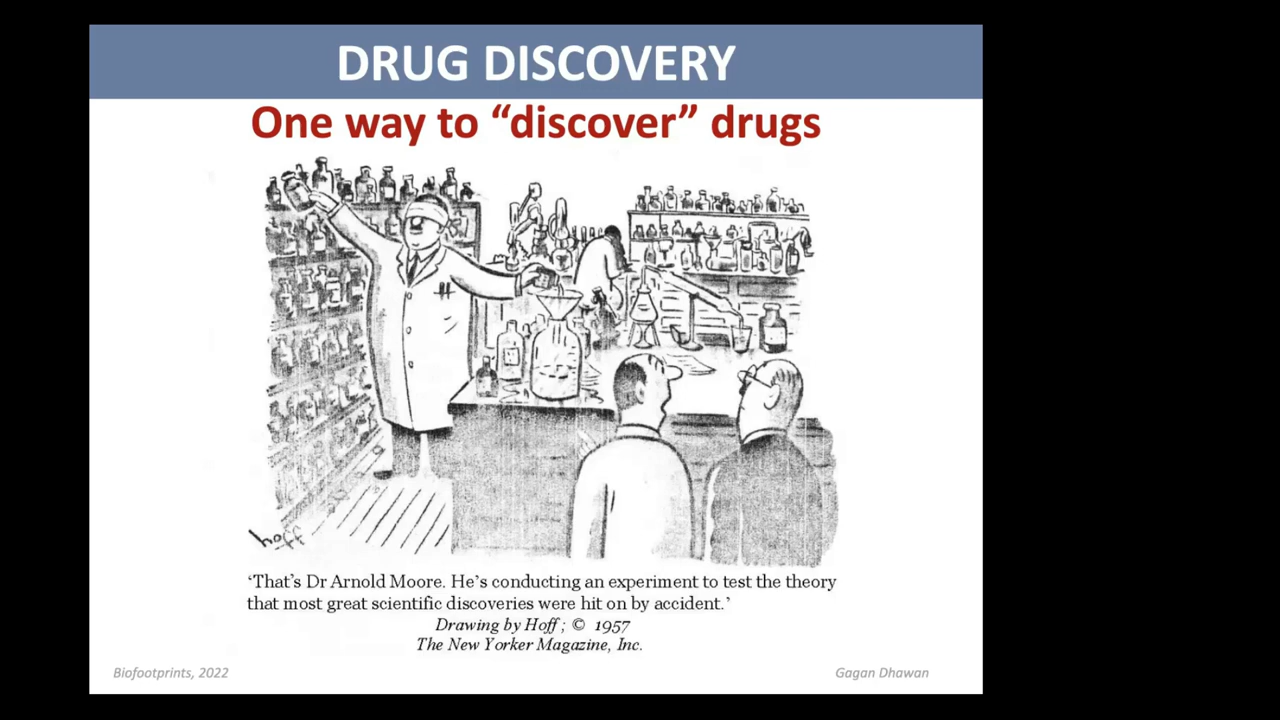 DRUG DISCOVERY
One way to “discover” drugs
hoff
‘That’s Dr Arnold Moore. He’s conducting an experiment to test the theory
that most great scientific discoveries were hit on by accident.’
Drawing by Hoff ; © 1957
The New Yorker Magazine, Inc.
Biofootprints, 2022
Gagan Dhawan